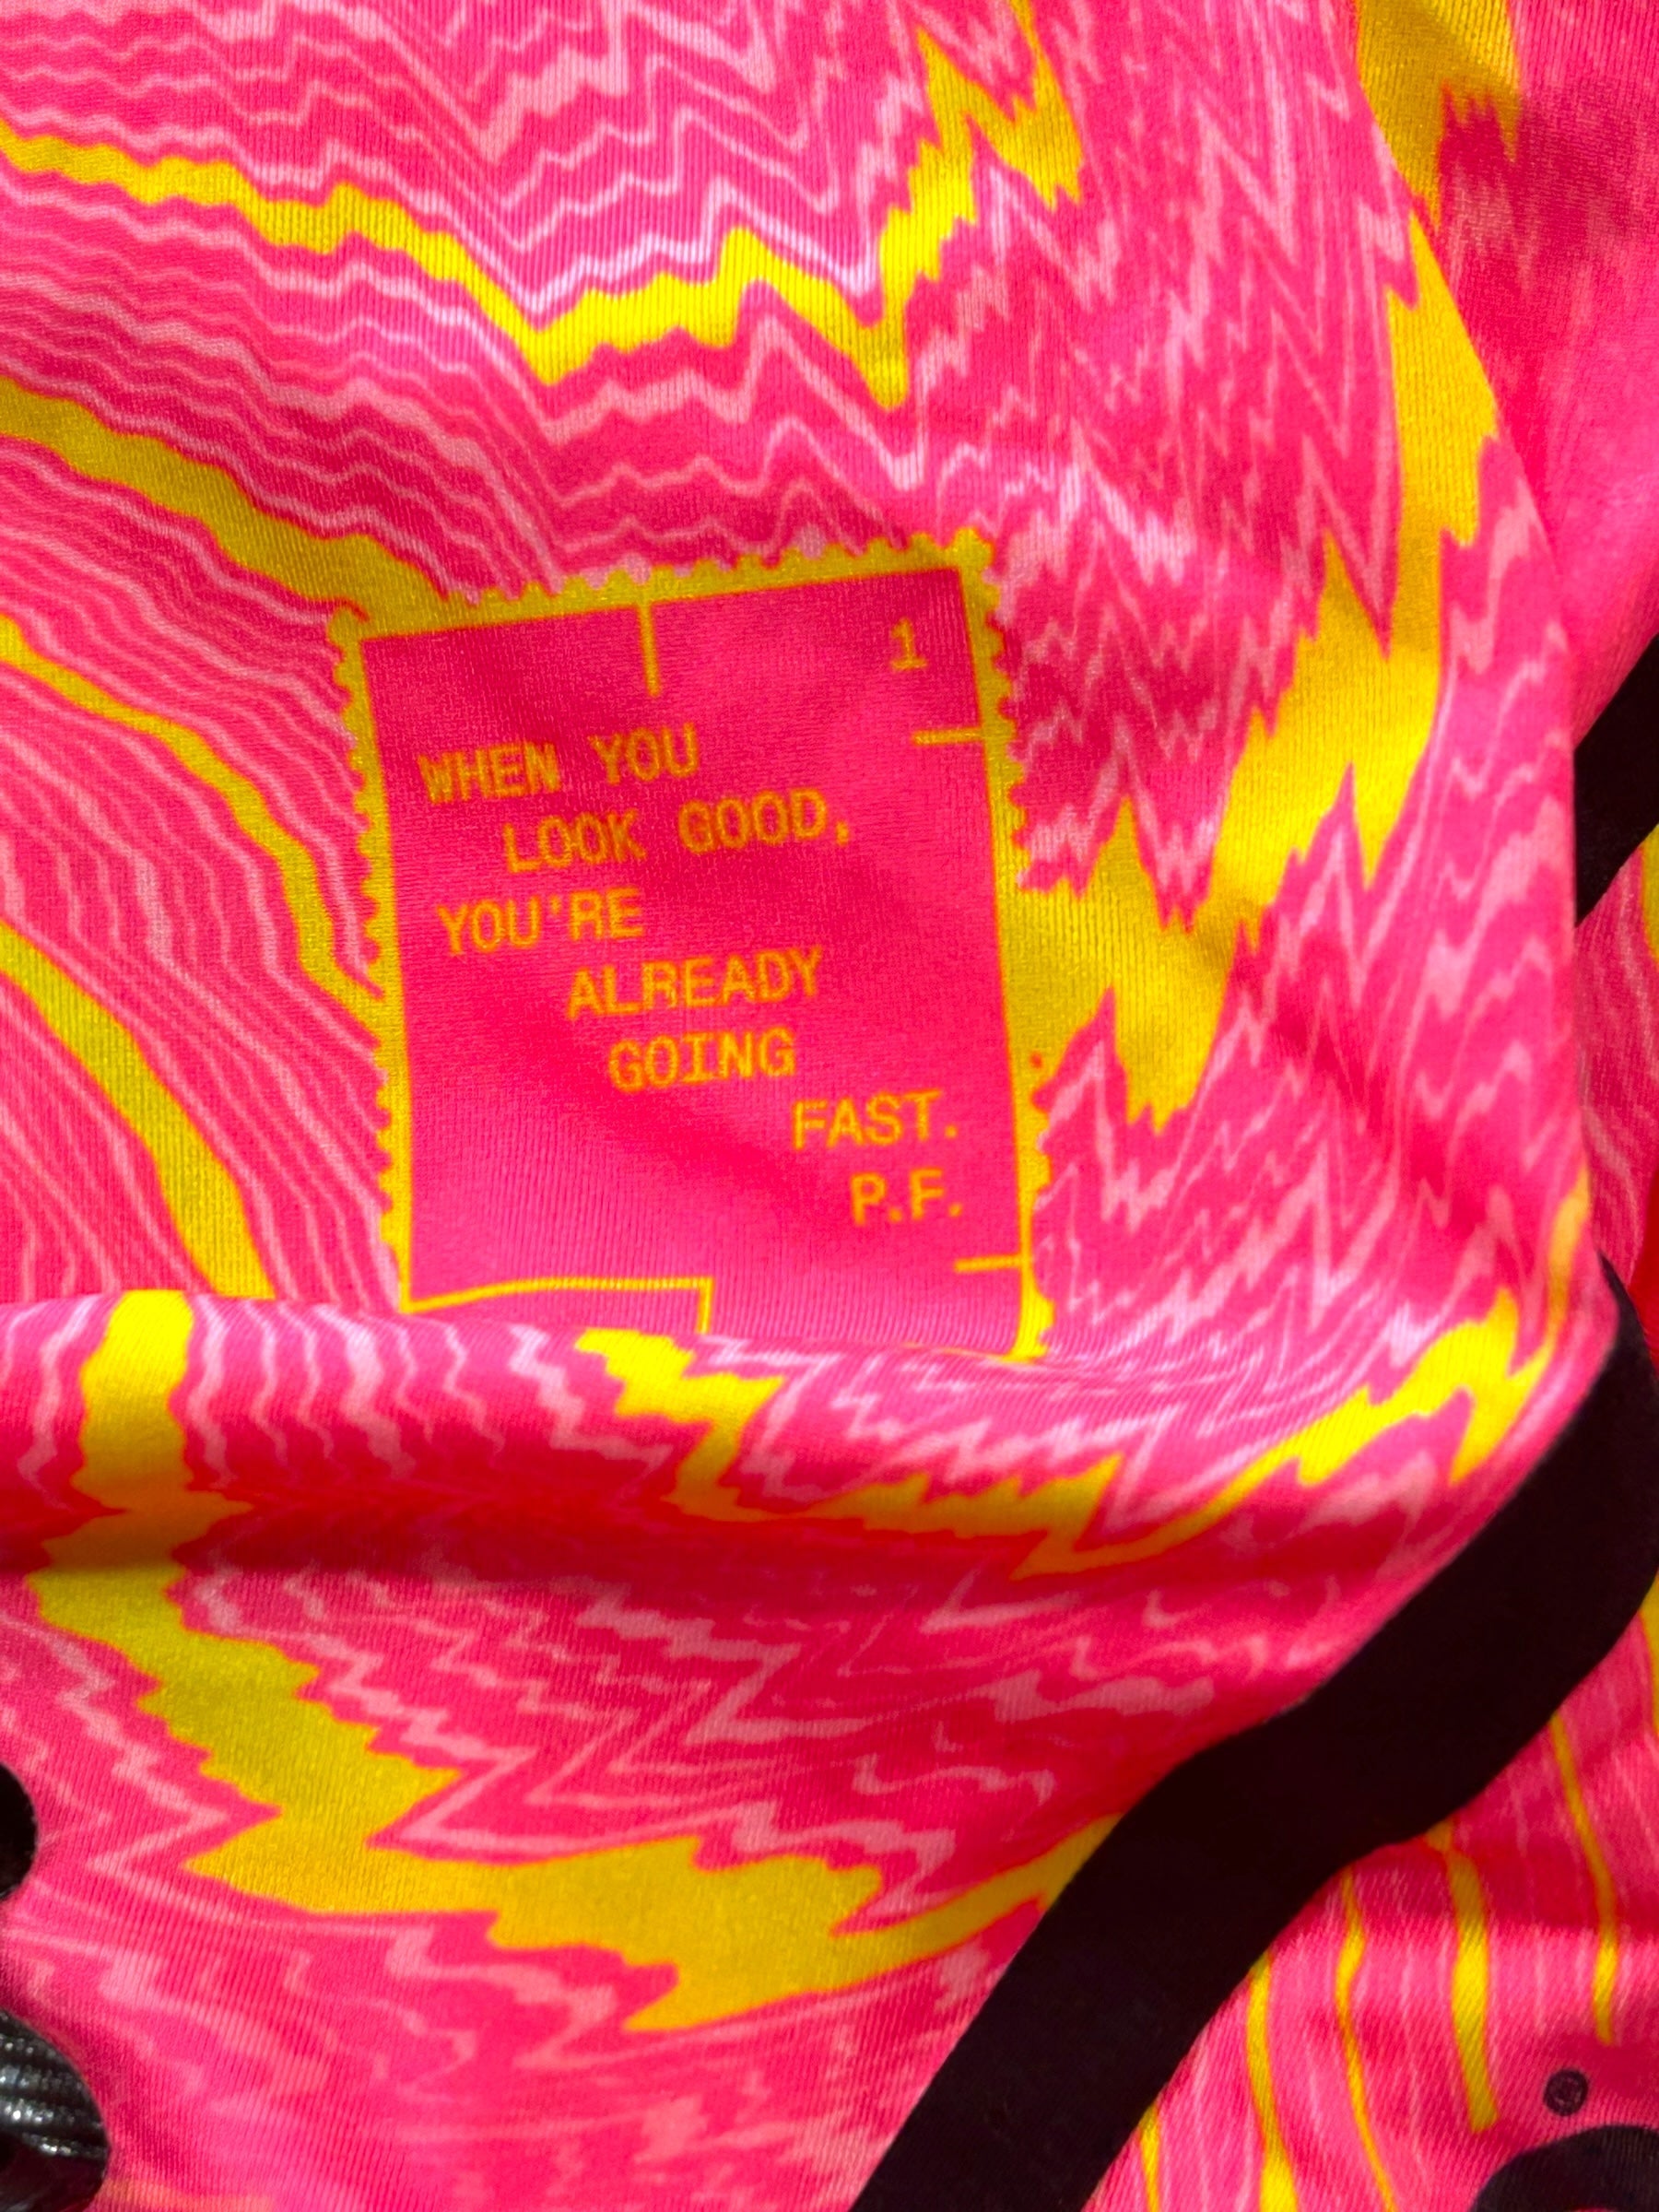 1
WHEN YOU
LOOK GOOD,
YOU'RE
ALREADY
GOING
FAST.
P.F.